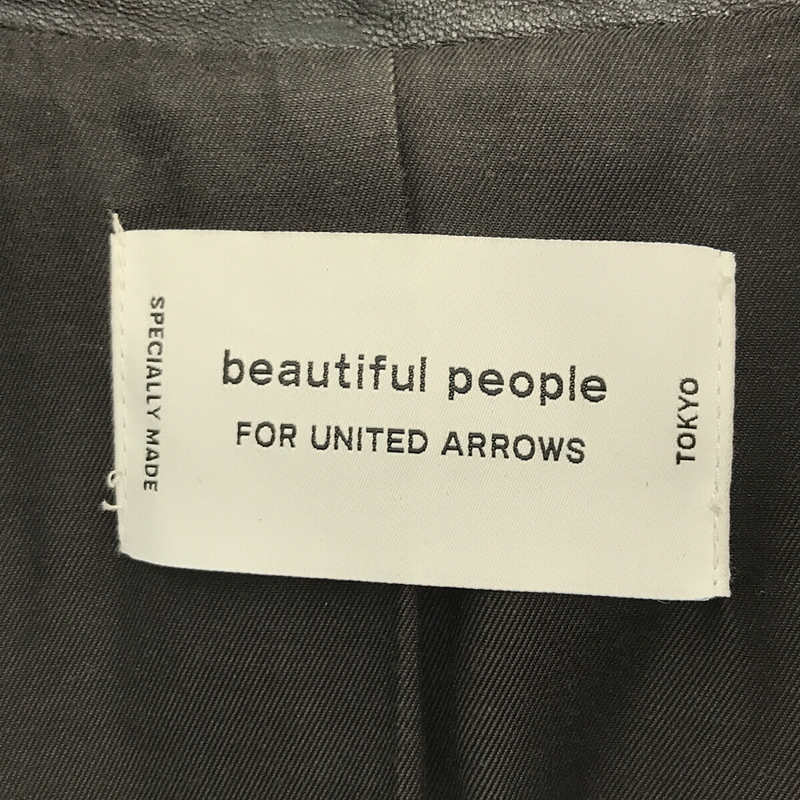 SPECIALLY MADE
beautiful people
FOR UNITED ARROWS
TOKYO